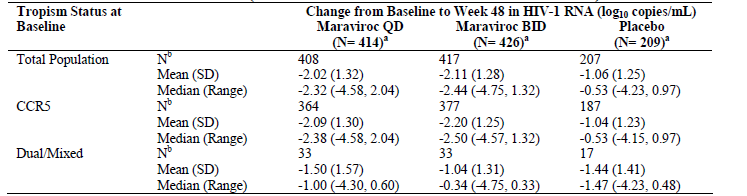 Tropism Status at Change from Baseline to Week 48 in HIV-1 RNA (log10 copies/mL)
Baseline Maraviroc QD Maraviroc BID Placebo
(N= 414)a (N= 426)a (N= 209)a
Total Population Nb 408 417 207
Mean (SD) -2.02 (1.32) -2.11 (1.28) -1.06 (1.25)
Median (Range) -2.32 (-4.58, 2.04) -2.44 (-4.75, 1.32) -0.53 (-4.23, 0.97)
CCR5 Nb 364 377 187
Mean (SD) -2.09 (1.30) -2.20 (1.25) -1.04 (1.23)
Median (Range) -2.38 (-4.58, 2.04) -2.50 (-4.57, 1.32) -0.53 (-4.15, 0.97)
Dual/Mixed Nb 33 33 17
Mean (SD) -1.50 (1.57) -1.04 (1.31) -1.44 (1.41)
Median (Range) -1.00 (-4.30, 0.60) -0.34 (-4.75, 0.33) -1.47 (-4.23, 0.48)